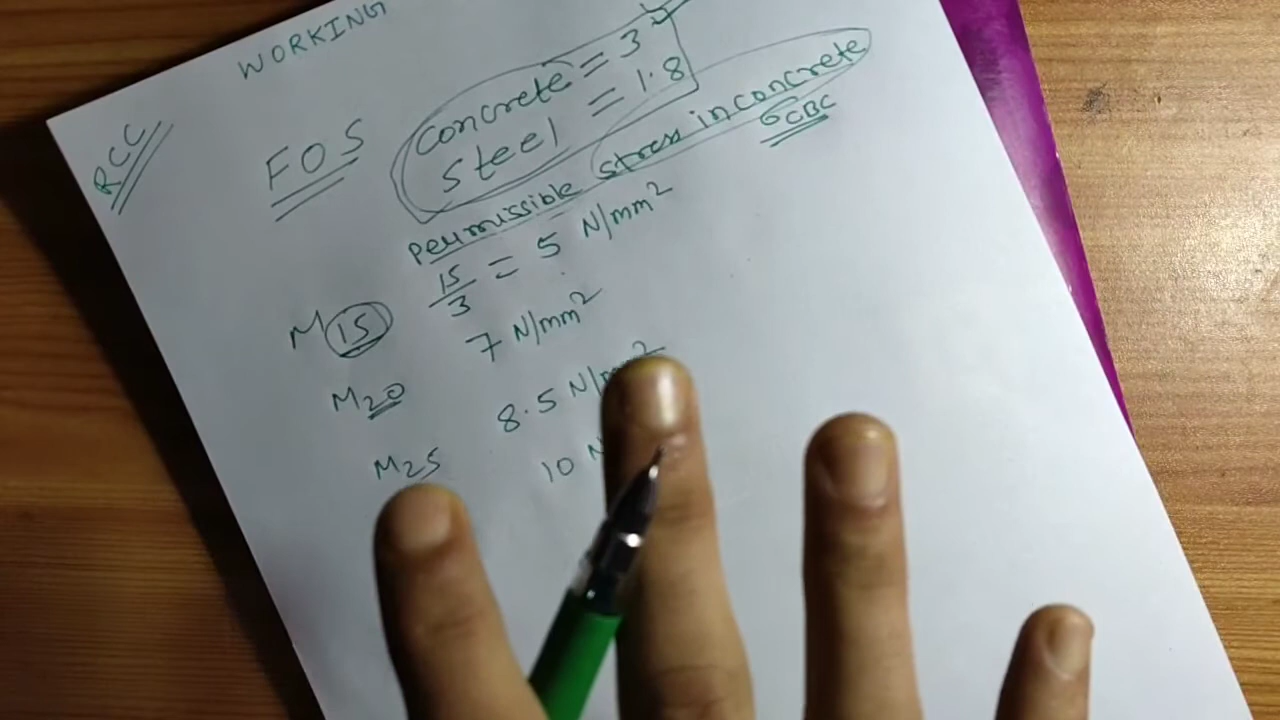 WORKING
RCC
FOS
Concrete = 3
Steel = 1.8
Permissible stress in concrete
σCBC
M15 15/3 = 5 N/mm²
M20 7 N/mm²
M25 8.5 N/mm²
10 N